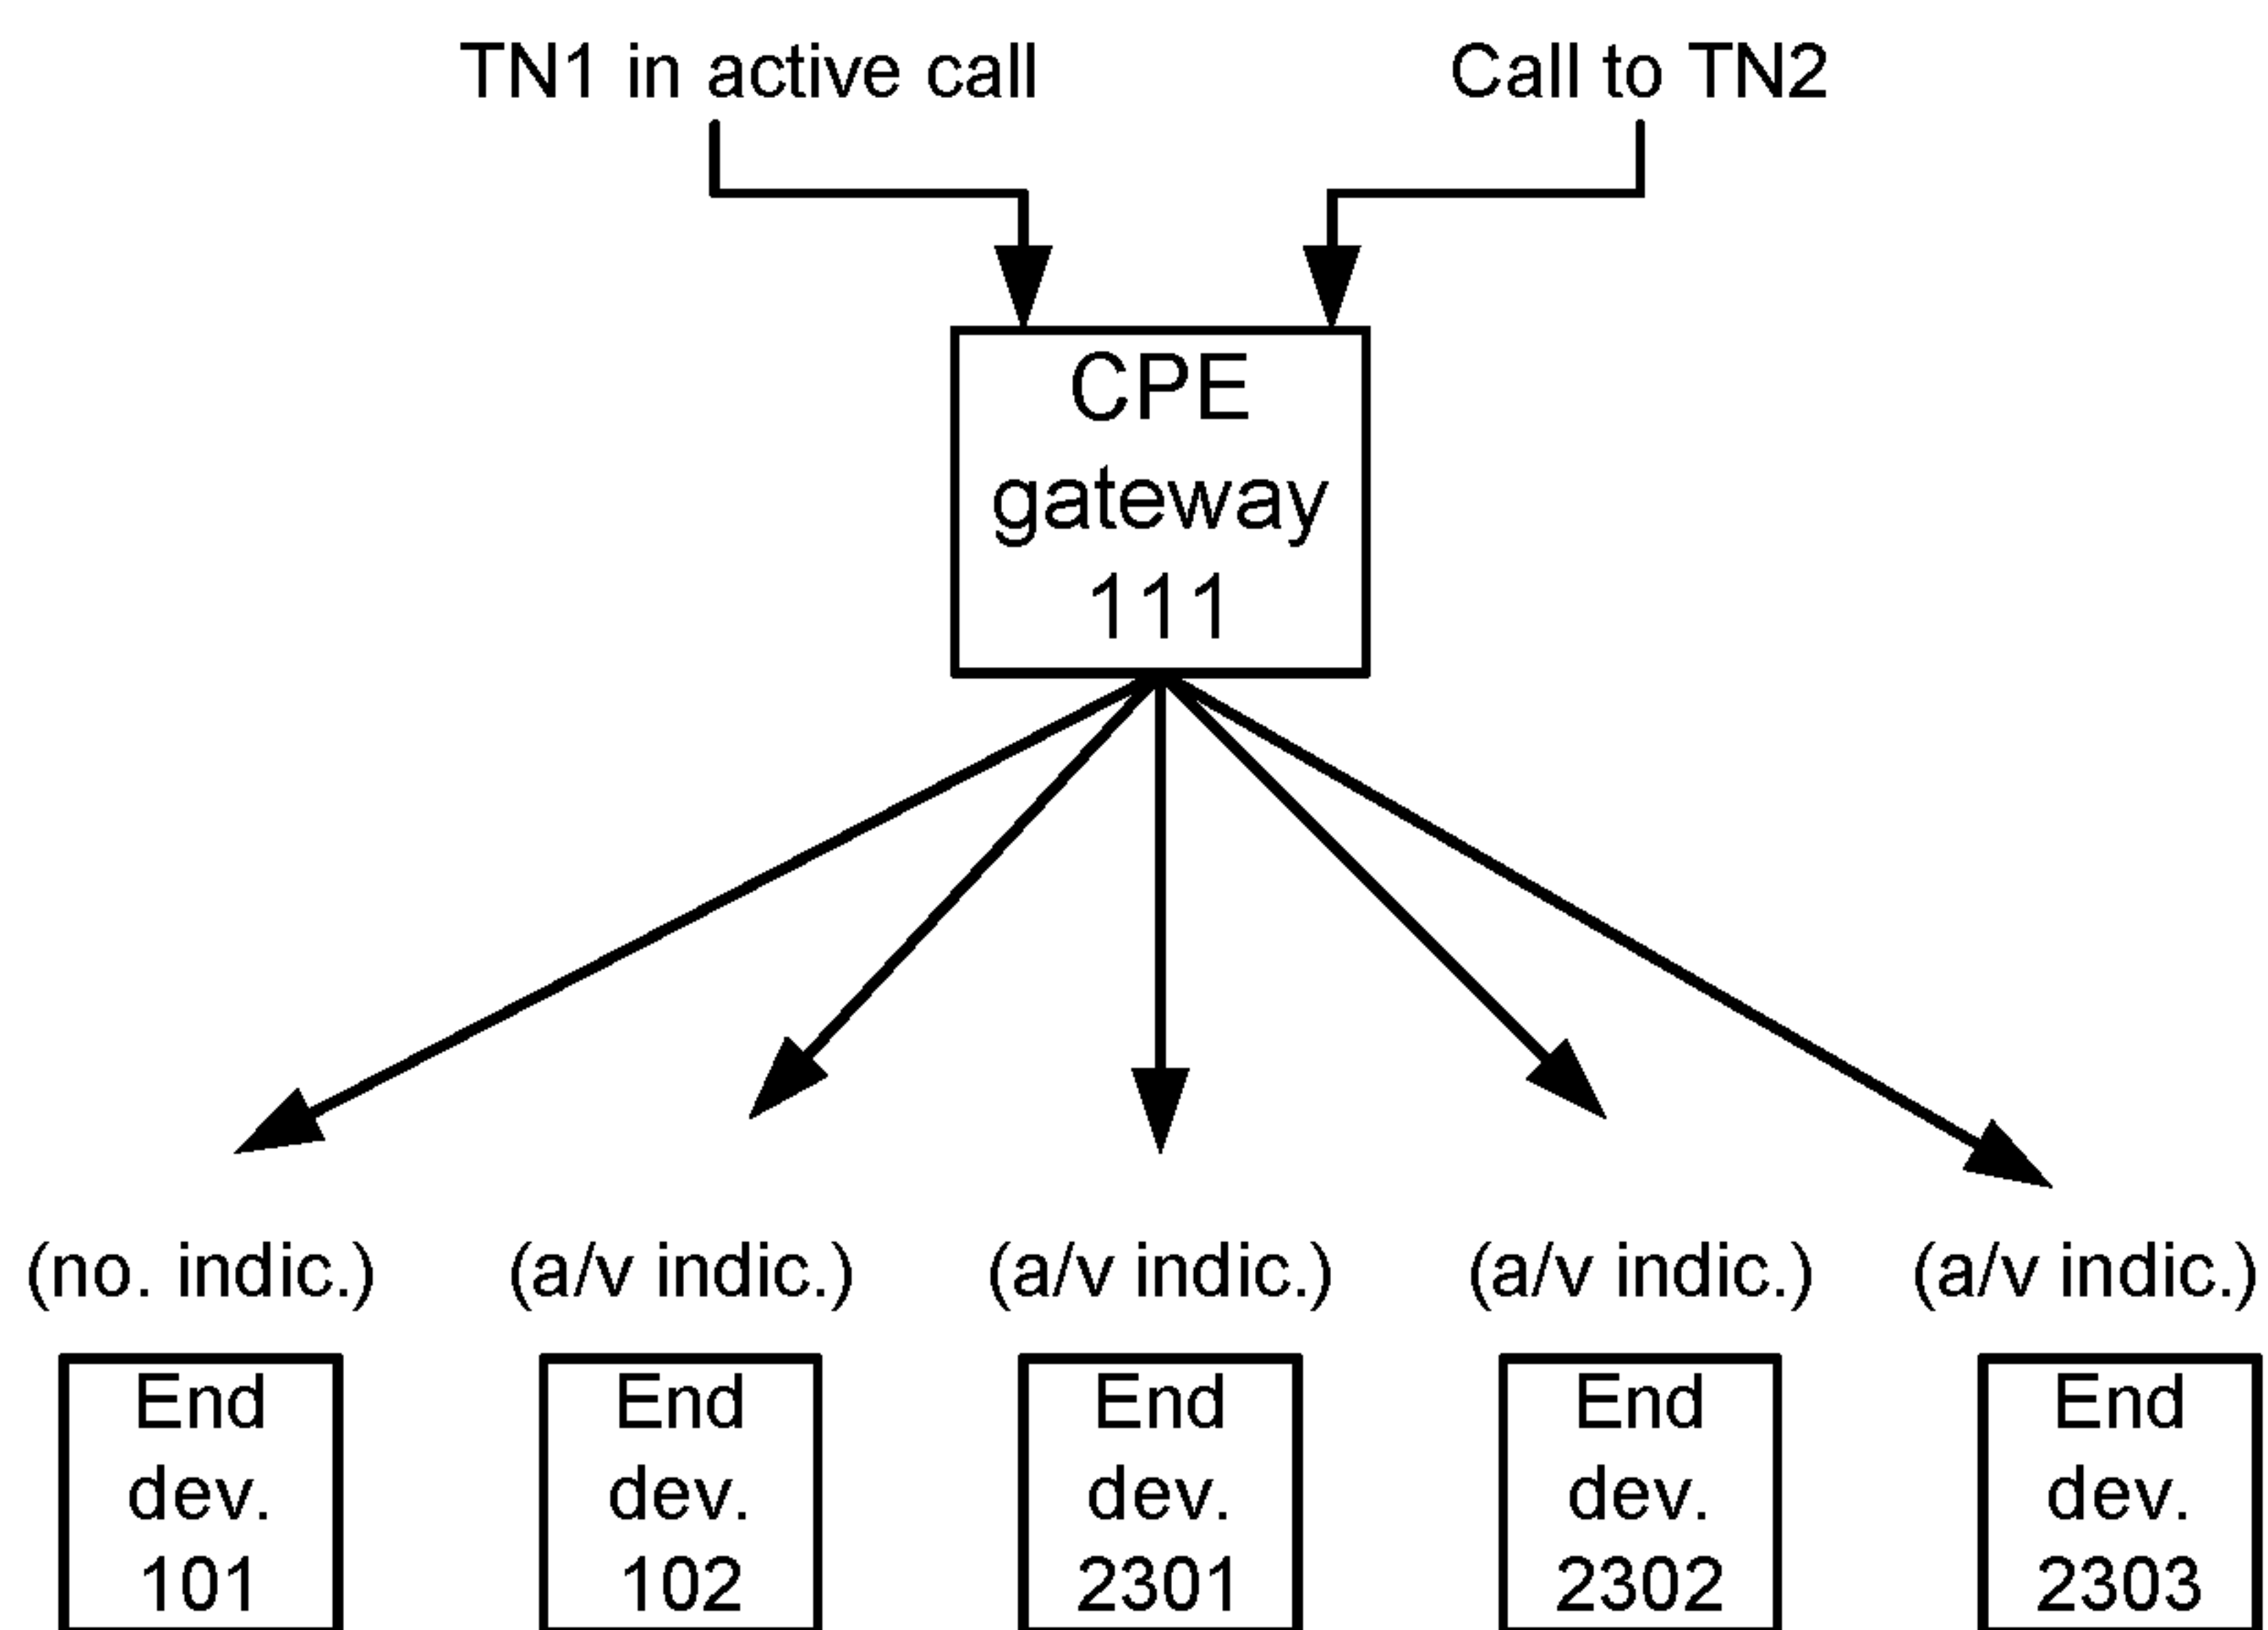 TN1 in active call
Call to TN2
CPE
gateway
111
(no. indic.)
(a/v indic.)
(a/v indic.)
(a/v indic.)
(a/v indic.)
End
dev.
101
End
dev.
102
End
dev.
2301
End
dev.
2302
End
dev.
2303